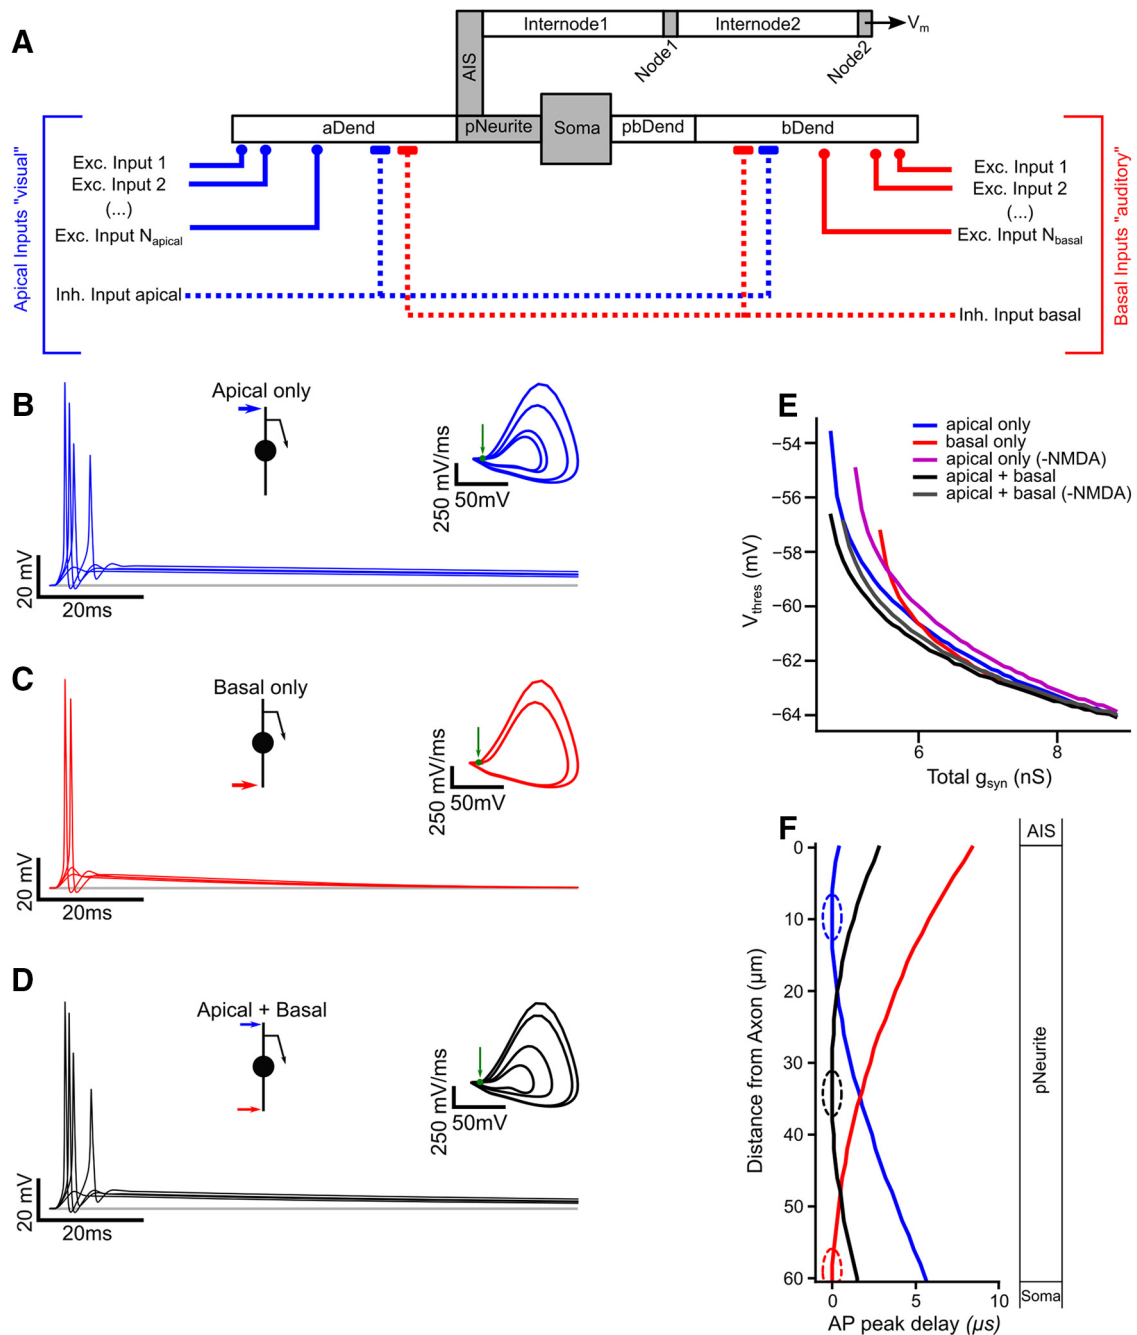 A
Internode1
Internode2
Vm
AIS
Node1
Node2
aDend
pNeurite
Soma
pbDend
bDend
Apical Inputs "visual"
Exc. Input 1
Exc. Input 2
(...)
Exc. Input Napical
Inh. Input apical
Exc. Input 1
Exc. Input 2
(...)
Exc. Input Nbasal
Inh. Input basal
Basal Inputs "auditory"
B
Apical only
250 mV/ms
50mV
20 mV
20ms
C
Basal only
250 mV/ms
50mV
20 mV
20ms
D
Apical + Basal
250 mV/ms
50mV
20 mV
20ms
E
apical only
basal only
apical only (-NMDA)
apical + basal
apical + basal (-NMDA)
Vthres (mV)
−54
−56
−58
−60
−62
−64
6
8
Total gsyn (nS)
F
AIS
pNeurite
Soma
Distance from Axon (μm)
0
10
20
30
40
50
60
0
5
10
AP peak delay (μs)